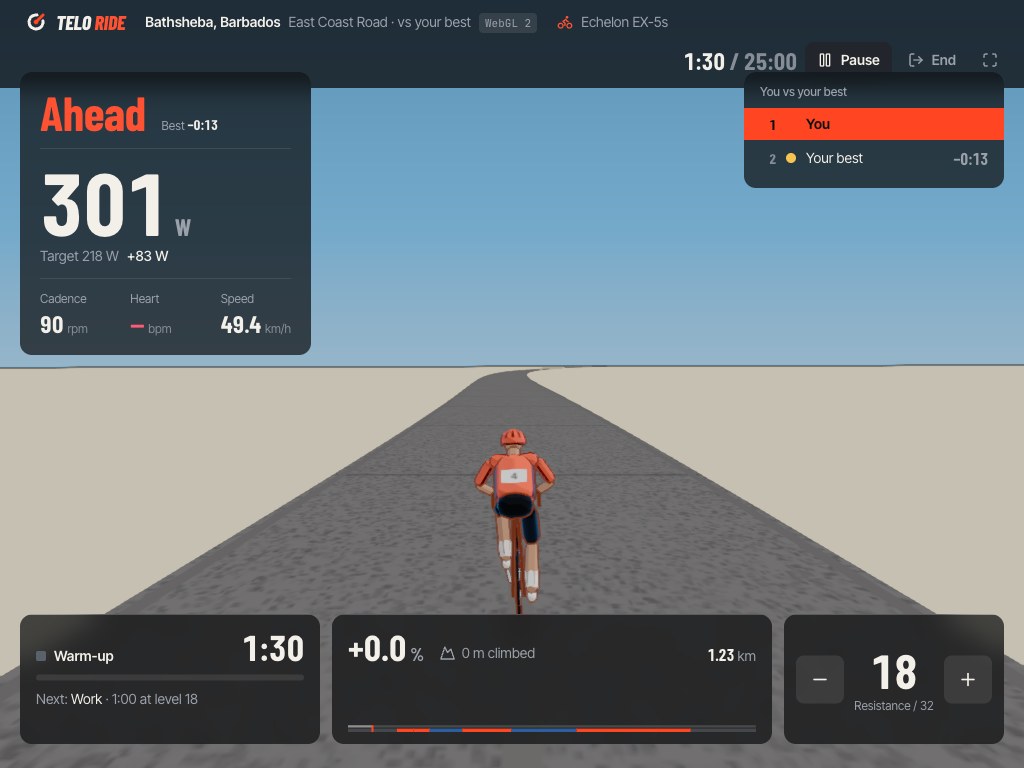 TELO RIDE Bathsheba, Barbados East Coast Road · vs your best WebGL 2 Echelon EX-5s
1:30 / 25:00 Pause End
Ahead Best −0:13
301 W
Target 218 W +83 W
Cadence Heart Speed
90 rpm – bpm 49.4 km/h
You vs your best
1 You
2 Your best −0:13
4
Warm-up 1:30
Next: Work · 1:00 at level 18
+0.0 % 0 m climbed 1.23 km
− 18 +
Resistance / 32